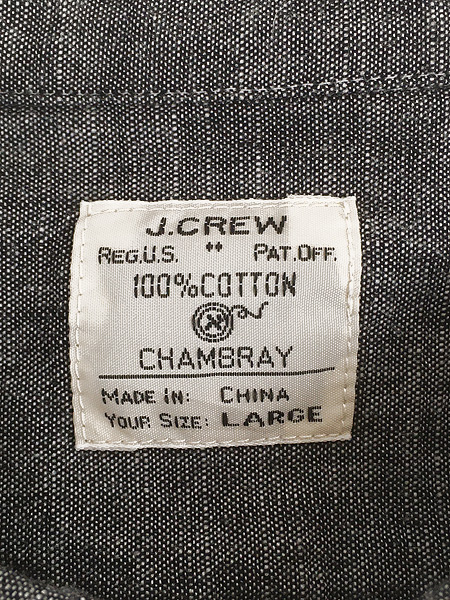 J.CREW
REG.U.S. " PAT.OFF.
100%COTTON
CHAMBRAY
MADE IN: CHINA
YOUR SIZE: LARGE